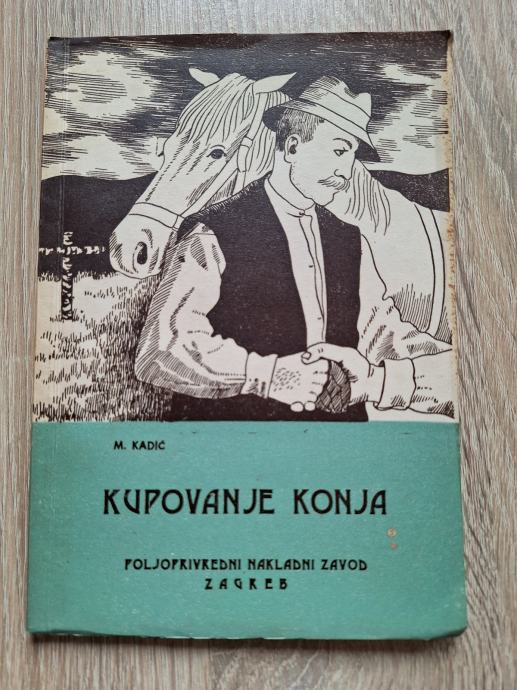 M. KADIĆ
KUPOVANJE KONJA
POLJOPRIVREDNI NAKLADNI ZAVOD
ZAGREB